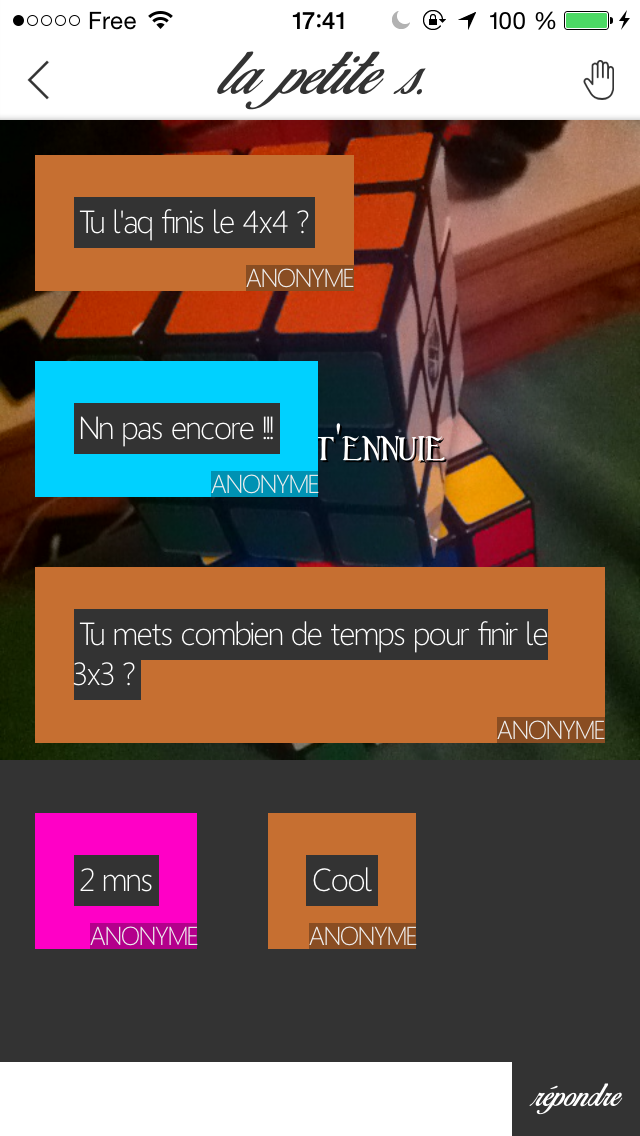 Free 17:41 100 %
la petite s.
Tu l'aq finis le 4x4 ?
ANONYME
Nn pas encore !!!
T'ENNUIE
ANONYME
Tu mets combien de temps pour finir le
3x3 ?
ANONYME
2 mns
ANONYME
Cool
ANONYME
répondre